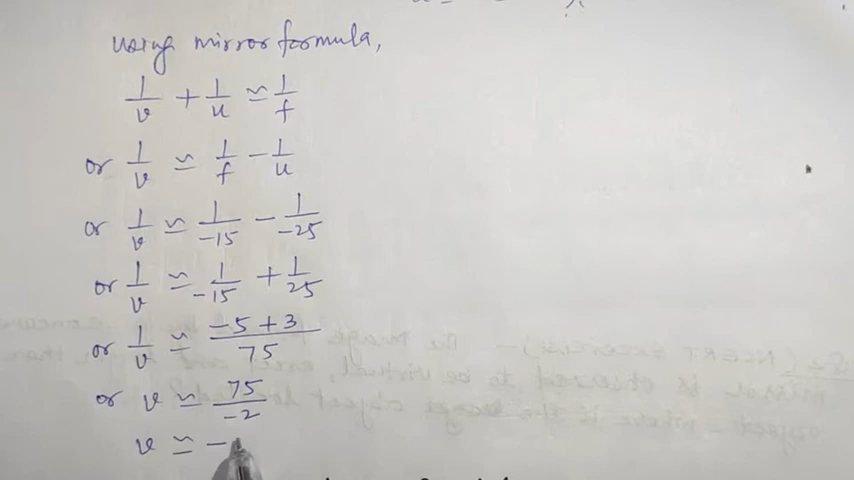 using mirror formula,
1/v + 1/u ≃ 1/f
or 1/v ≃ 1/f - 1/u
or 1/v ≃ 1/-15 - 1/-25
or 1/v ≃ 1/-15 + 1/25
or 1/v ≃ -5+3/75
or v ≃ 75/-2
v ≃ -